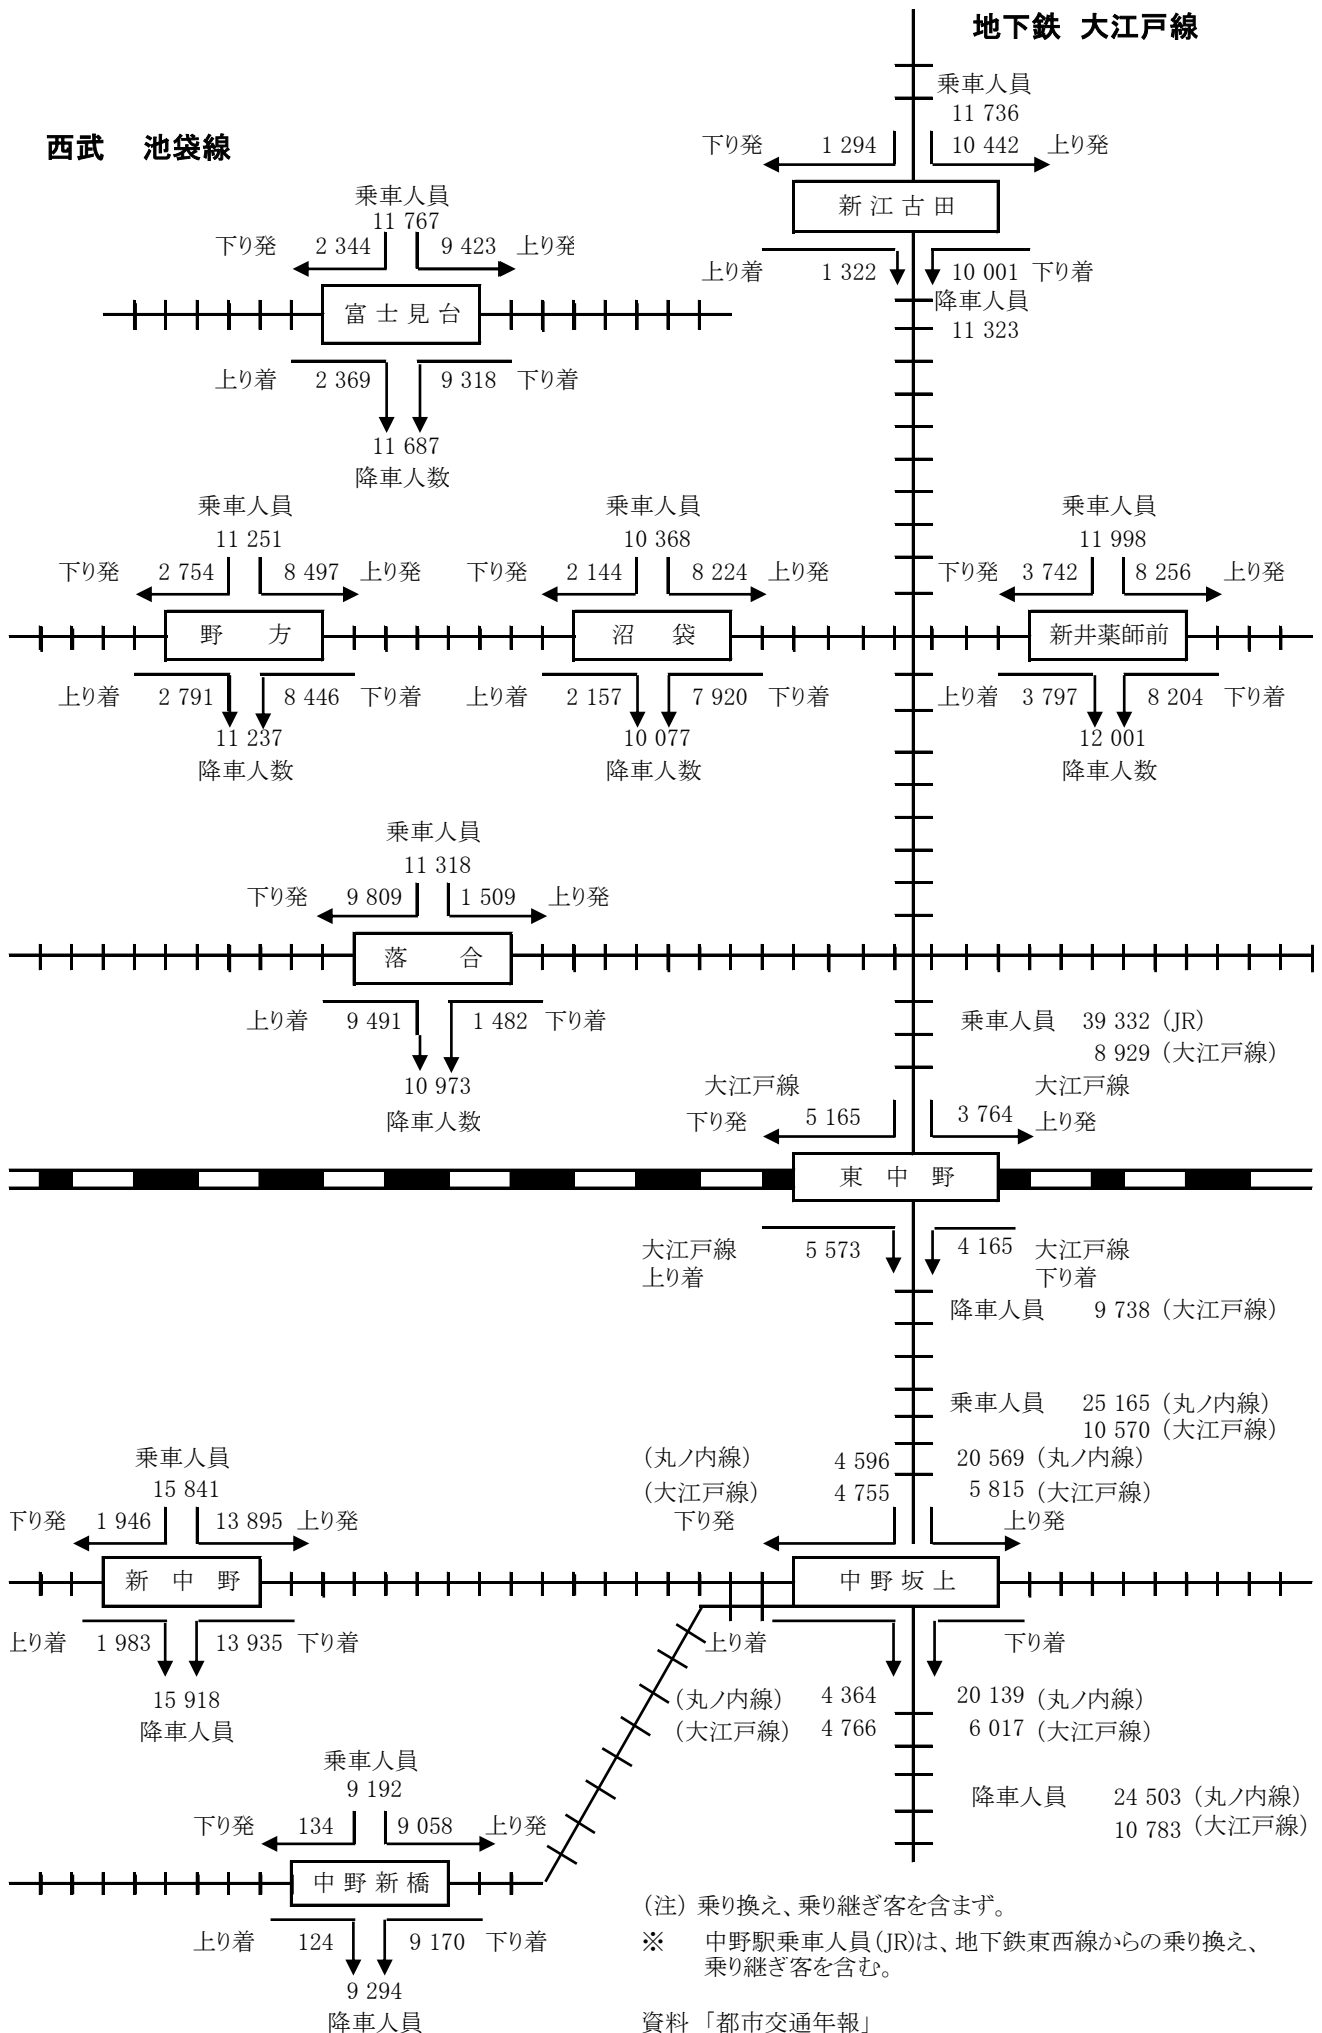 地下鉄 大江戸線
乗車人員
11 736
下り発 1 294 10 442 上り発
新江古田
上り着 1 322 10 001 下り着
降車人員
11 323
西武 池袋線
乗車人員
11 767
下り発 2 344 9 423 上り発
富士見台
上り着 2 369 9 318 下り着
11 687
降車人数
乗車人員
11 251
下り発 2 754 8 497 上り発
野 方
上り着 2 791 8 446 下り着
11 237
降車人数
乗車人員
10 368
下り発 2 144 8 224 上り発
沼 袋
上り着 2 157 7 920 下り着
10 077
降車人数
乗車人員
11 998
下り発 3 742 8 256 上り発
新井薬師前
上り着 3 797 8 204 下り着
12 001
降車人数
乗車人員
11 318
下り発 9 809 1 509 上り発
落 合
上り着 9 491 1 482 下り着
10 973
降車人数
乗車人員 39 332 (JR)
8 929 (大江戸線)
大江戸線 大江戸線
下り発 5 165 3 764 上り発
東中野
大江戸線 5 573 4 165 大江戸線
上り着 下り着
降車人員 9 738 (大江戸線)
乗車人員 25 165 (丸ノ内線)
10 570 (大江戸線)
(丸ノ内線) 4 596 20 569 (丸ノ内線)
(大江戸線) 4 755 5 815 (大江戸線)
下り発 上り発
中野坂上
上り着 下り着
(丸ノ内線) 4 364 20 139 (丸ノ内線)
(大江戸線) 4 766 6 017 (大江戸線)
降車人員 24 503 (丸ノ内線)
10 783 (大江戸線)
乗車人員
15 841
下り発 1 946 13 895 上り発
新中野
上り着 1 983 13 935 下り着
15 918
降車人員
乗車人員
9 192
下り発 134 9 058 上り発
中野新橋
上り着 124 9 170 下り着
9 294
降車人員
(注) 乗り換え、乗り継ぎ客を含まず。
※ 中野駅乗車人員(JR)は、地下鉄東西線からの乗り換え、
乗り継ぎ客を含む。
資料 「都市交通年報」